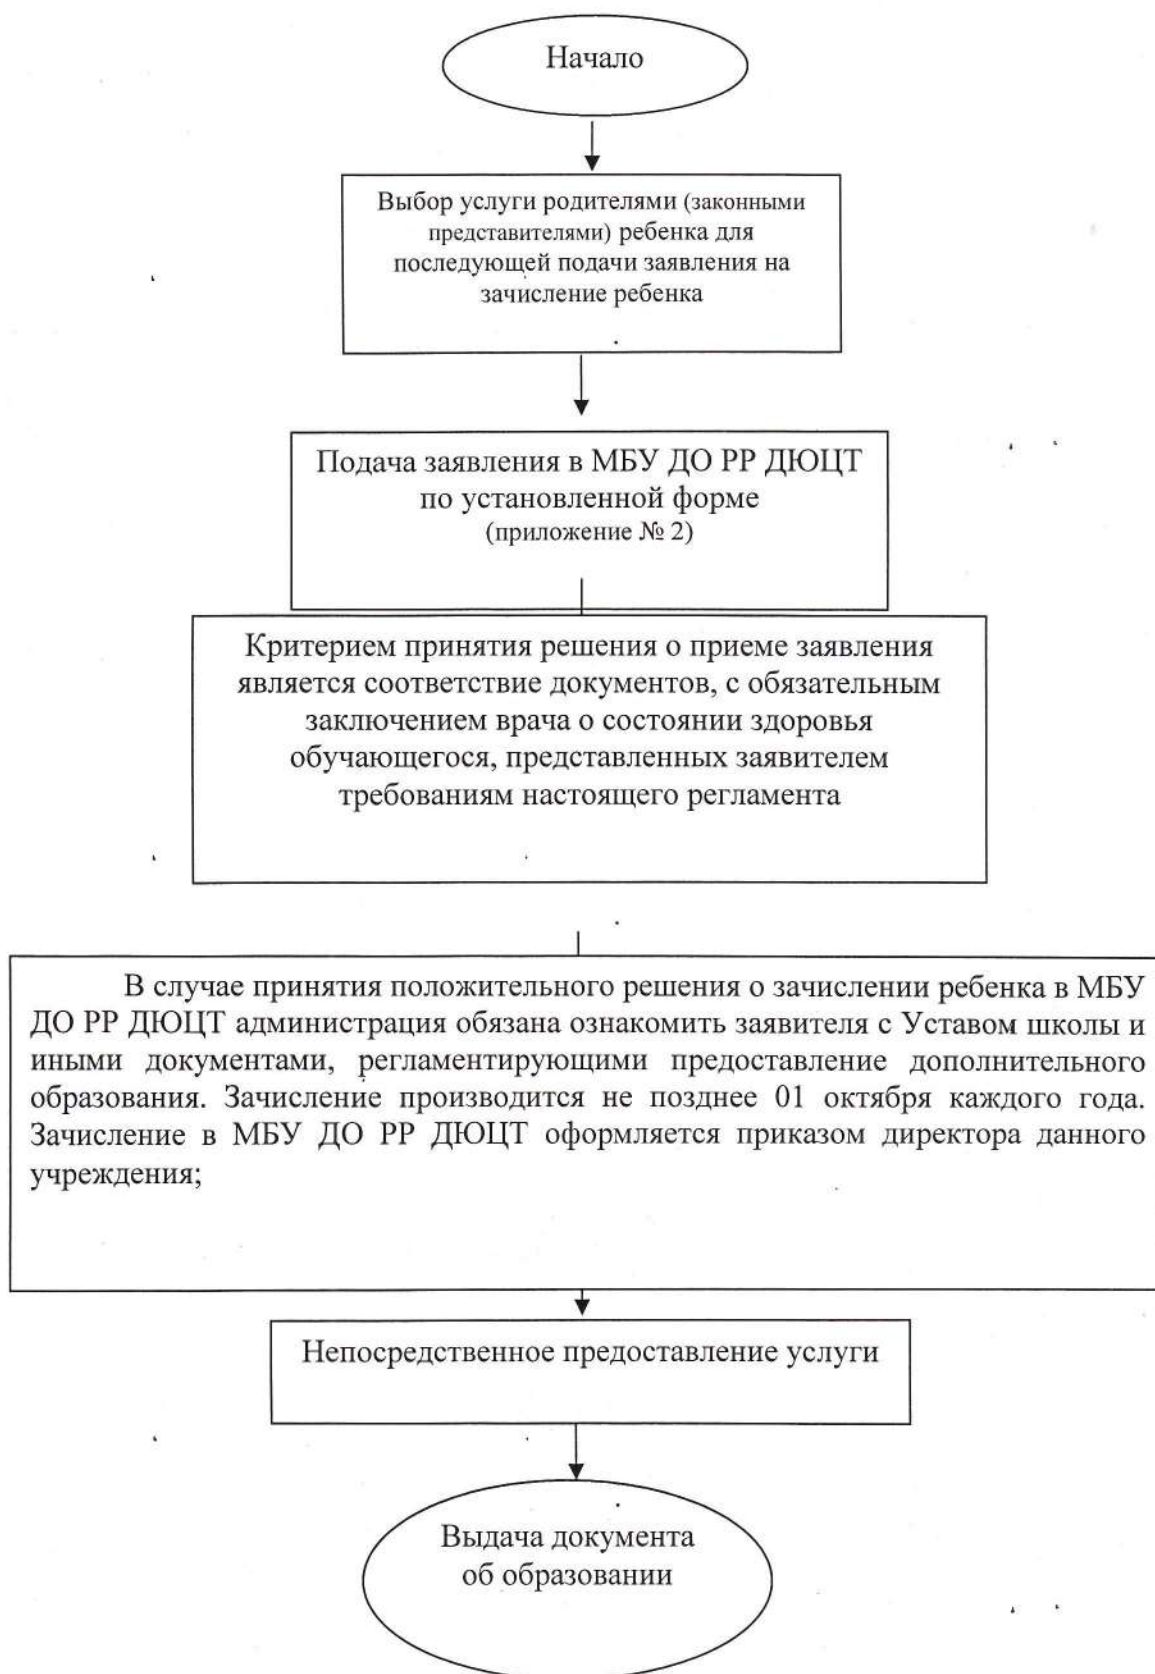 Начало
Выбор услуги родителями (законными
представителями) ребенка для
последующей подачи заявления на
зачисление ребенка
Подача заявления в МБУ ДО РР ДЮЦТ
по установленной форме
(приложение № 2)
Критерием принятия решения о приеме заявления
является соответствие документов, с обязательным
заключением врача о состоянии здоровья
обучающегося, представленных заявителем
требованиям настоящего регламента
В случае принятия положительного решения о зачислении ребенка в МБУ
ДО РР ДЮЦТ администрация обязана ознакомить заявителя с Уставом школы и
иными документами, регламентирующими предоставление дополнительного
образования. Зачисление производится не позднее 01 октября каждого года.
Зачисление в МБУ ДО РР ДЮЦТ оформляется приказом директора данного
учреждения;
Непосредственное предоставление услуги
Выдача документа
об образовании